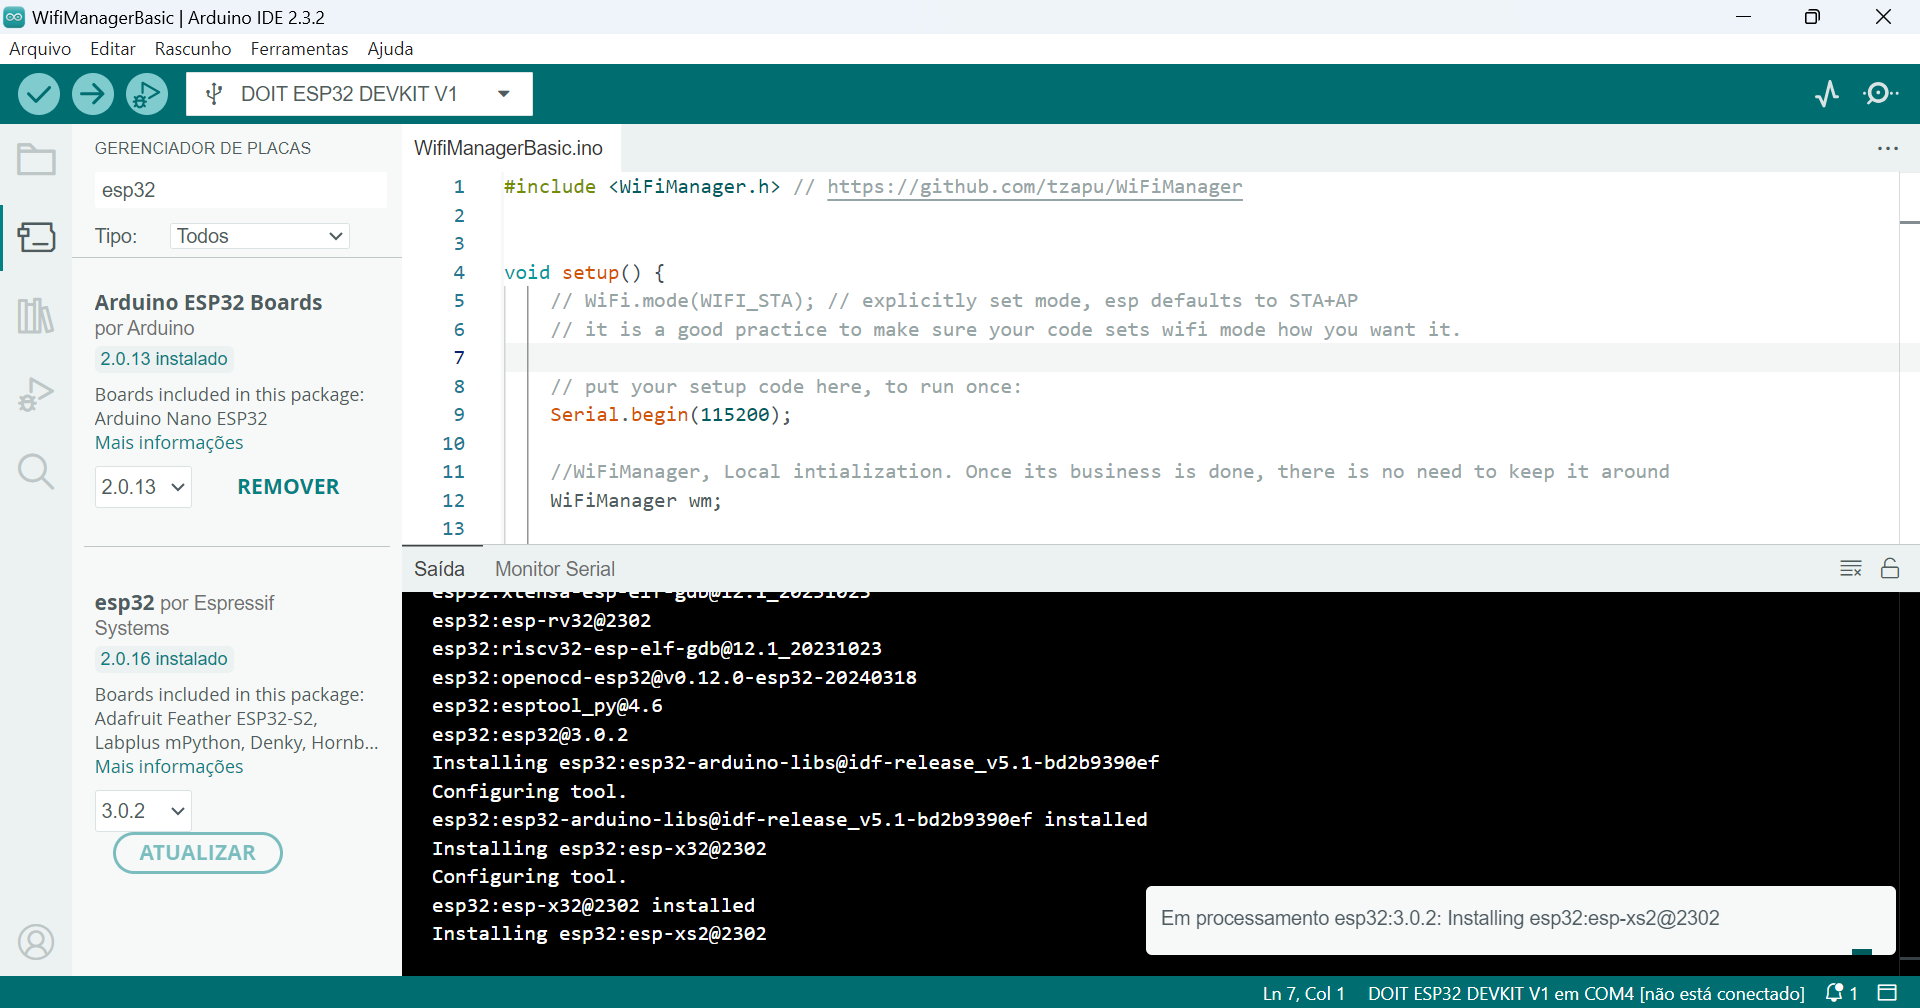 WifiManagerBasic | Arduino IDE 2.3.2
Arquivo Editar Rascunho Ferramentas Ajuda
DOIT ESP32 DEVKIT V1
GERENCIADOR DE PLACAS
esp32
Tipo: Todos
Arduino ESP32 Boards
por Arduino
2.0.13 instalado
Boards included in this package:
Arduino Nano ESP32
Mais informações
2.0.13 REMOVER
esp32 por Espressif
Systems
2.0.16 instalado
Boards included in this package:
Adafruit Feather ESP32-S2,
Labplus mPython, Denky, Hornb...
Mais informações
3.0.2
ATUALIZAR
WifiManagerBasic.ino
1 #include <WiFiManager.h> // https://github.com/tzapu/WiFiManager
2
3
4 void setup() {
5 // WiFi.mode(WIFI_STA); // explicitly set mode, esp defaults to STA+AP
6 // it is a good practice to make sure your code sets wifi mode how you want it.
7
8 // put your setup code here, to run once:
9 Serial.begin(115200);
10
11 //WiFiManager, Local intialization. Once its business is done, there is no need to keep it around
12 WiFiManager wm;
13
Saída Monitor Serial
esp32:xtensa-esp-elf-gdb@12.1_20231023
esp32:esp-rv32@2302
esp32:riscv32-esp-elf-gdb@12.1_20231023
esp32:openocd-esp32@v0.12.0-esp32-20240318
esp32:esptool_py@4.6
esp32:esp32@3.0.2
Installing esp32:esp32-arduino-libs@idf-release_v5.1-bd2b9390ef
Configuring tool.
esp32:esp32-arduino-libs@idf-release_v5.1-bd2b9390ef installed
Installing esp32:esp-x32@2302
Configuring tool.
esp32:esp-x32@2302 installed
Installing esp32:esp-xs2@2302
Em processamento esp32:3.0.2: Installing esp32:esp-xs2@2302
Ln 7, Col 1 DOIT ESP32 DEVKIT V1 em COM4 [não está conectado] 1